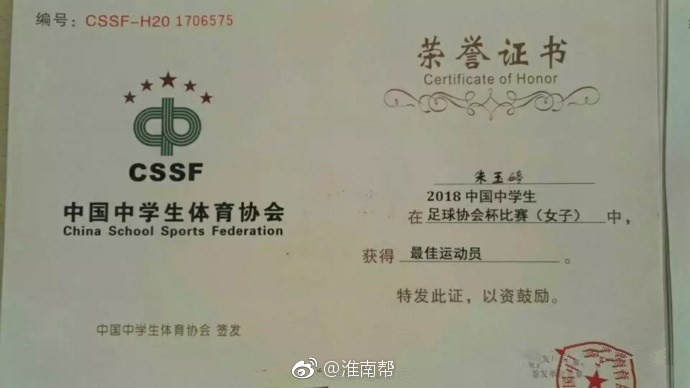 编号：CSSF-H20 1706575
CSSF
中国中学生体育协会
China School Sports Federation
中国中学生体育协会 签发
荣誉证书
Certificate of Honor
朱玉
2018 中国中学生
在足球协会杯比赛（女子）中，
获得 最佳运动员 。
特发此证，以资鼓励。
@淮南帮